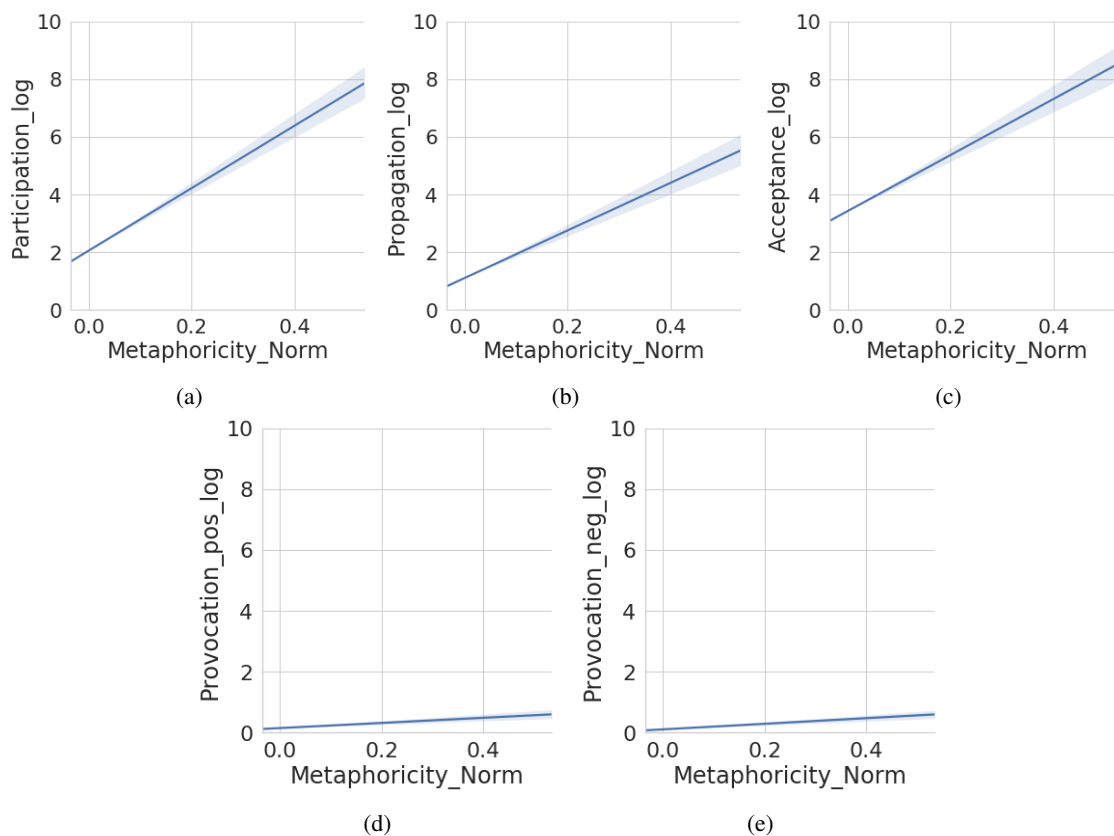 10
8
6
4
2
0
Participation_log
0.0 0.2 0.4
Metaphoricity_Norm
(a)
10
8
6
4
2
0
Propagation_log
0.0 0.2 0.4
Metaphoricity_Norm
(b)
10
8
6
4
2
0
Acceptance_log
0.0 0.2 0.4
Metaphoricity_Norm
(c)
10
8
6
4
2
0
Provocation_pos_log
0.0 0.2 0.4
Metaphoricity_Norm
(d)
10
8
6
4
2
0
Provocation_neg_log
0.0 0.2 0.4
Metaphoricity_Norm
(e)